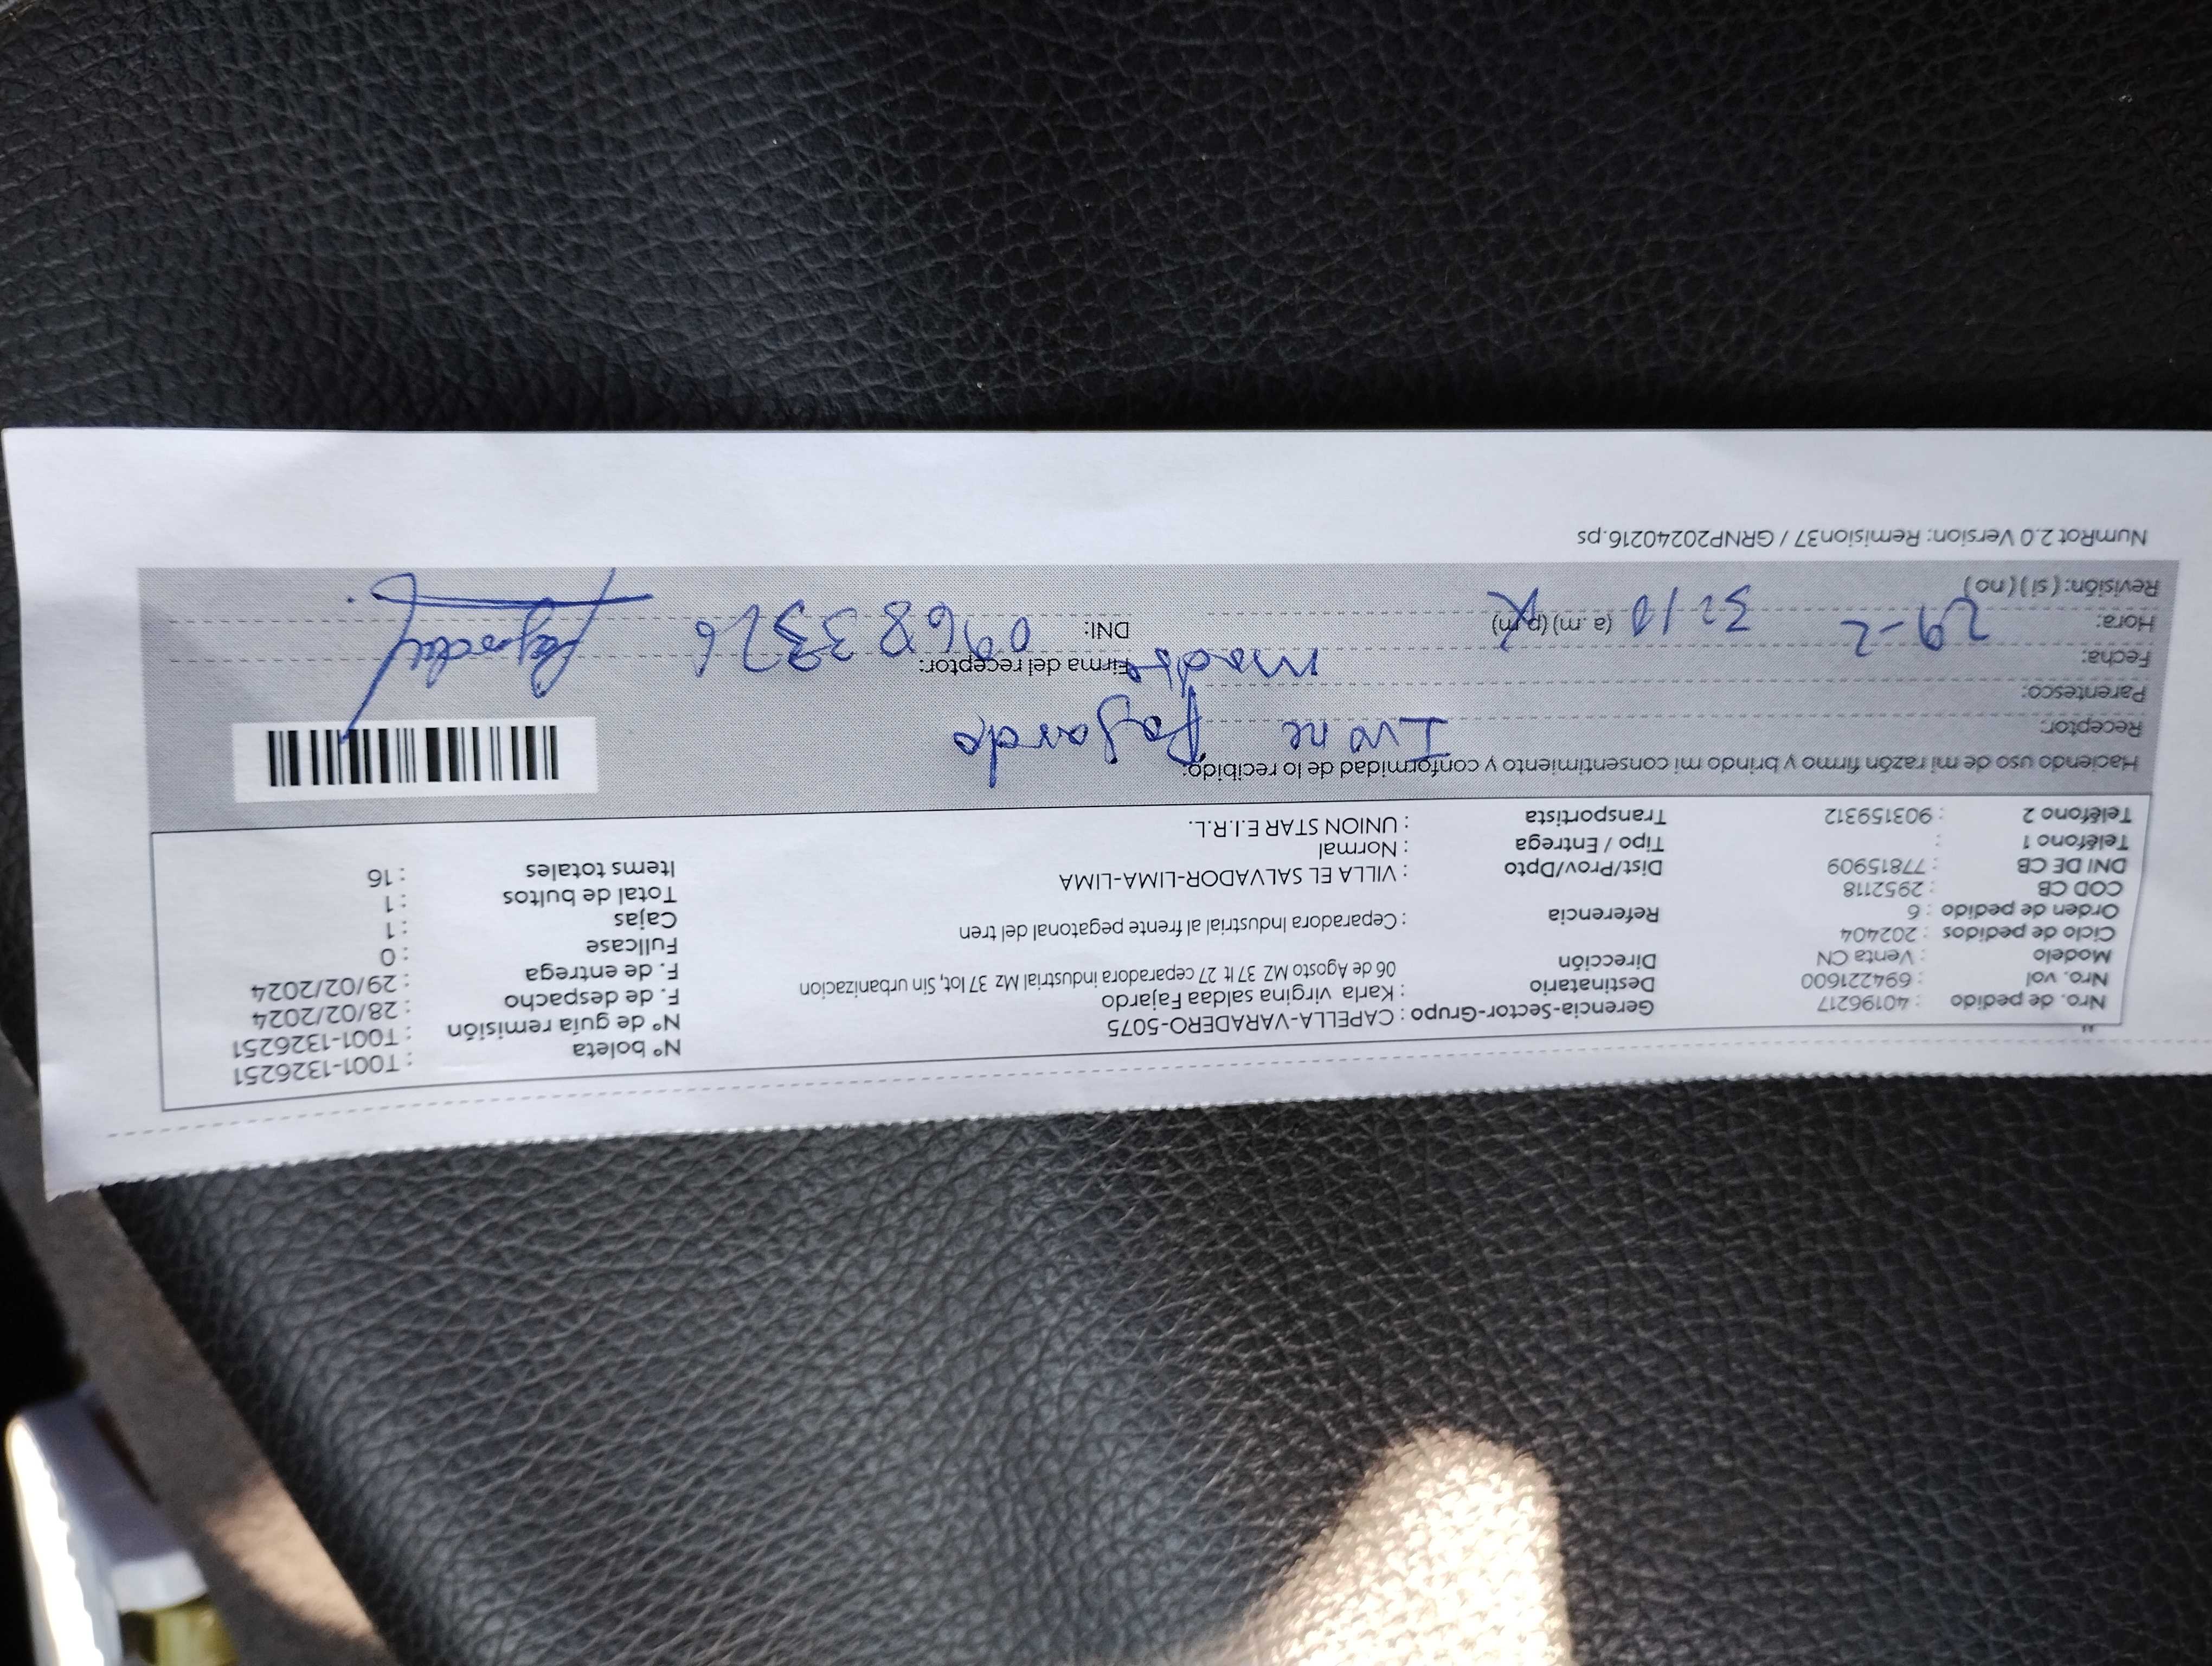 Nro. de pedido : 40196217
Nro. vol : 694221600
Modelo : Venta CN
Ciclo de pedidos : 202404
Orden de pedido : 6
COD CB : 2952118
DNI DE CB : 77815909
Teléfono 1 :
Teléfono 2 : 903159312
Gerencia-Sector-Grupo : CAPELLA-VARADERO-5075
Destinatario : Karla virgina saldaa Fajardo
Dirección 06 de Agosto MZ 37 lt 27 ceparadora industrial Mz 37 lot, Sin urbanizacion
Referencia : Ceparadora Industrial al frente pegatonal del tren
Dist/Prov/Dpto : VILLA EL SALVADOR-LIMA-LIMA
Tipo / Entrega : Normal
Transportista : UNION STAR E.I.R.L.
N° boleta : T001-1326251
N° de guía remisión : T001-1326251
F. de despacho : 28/02/2024
F. de entrega : 29/02/2024
Fullcase : 0
Cajas : 1
Total de bultos : 1
Items totales : 16
Haciendo uso de mi razón firmo y brindo mi consentimiento y conformidad de lo recibido:
Receptor: Ivone Fajardo
Parentesco: madre
Fecha: 29-2
Hora: (a .m) (p.m)
Revisión: ( si ) ( no )
Firma del receptor:
DNI: 09683326
NumRot 2.0 Version: Remision37 / GRNP20240216.ps